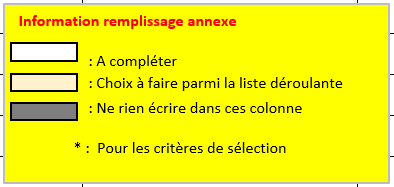 Information remplissage annexe
: A compléter
: Choix à faire parmi la liste déroulante
: Ne rien écrire dans ces colonne
* : Pour les critères de sélection